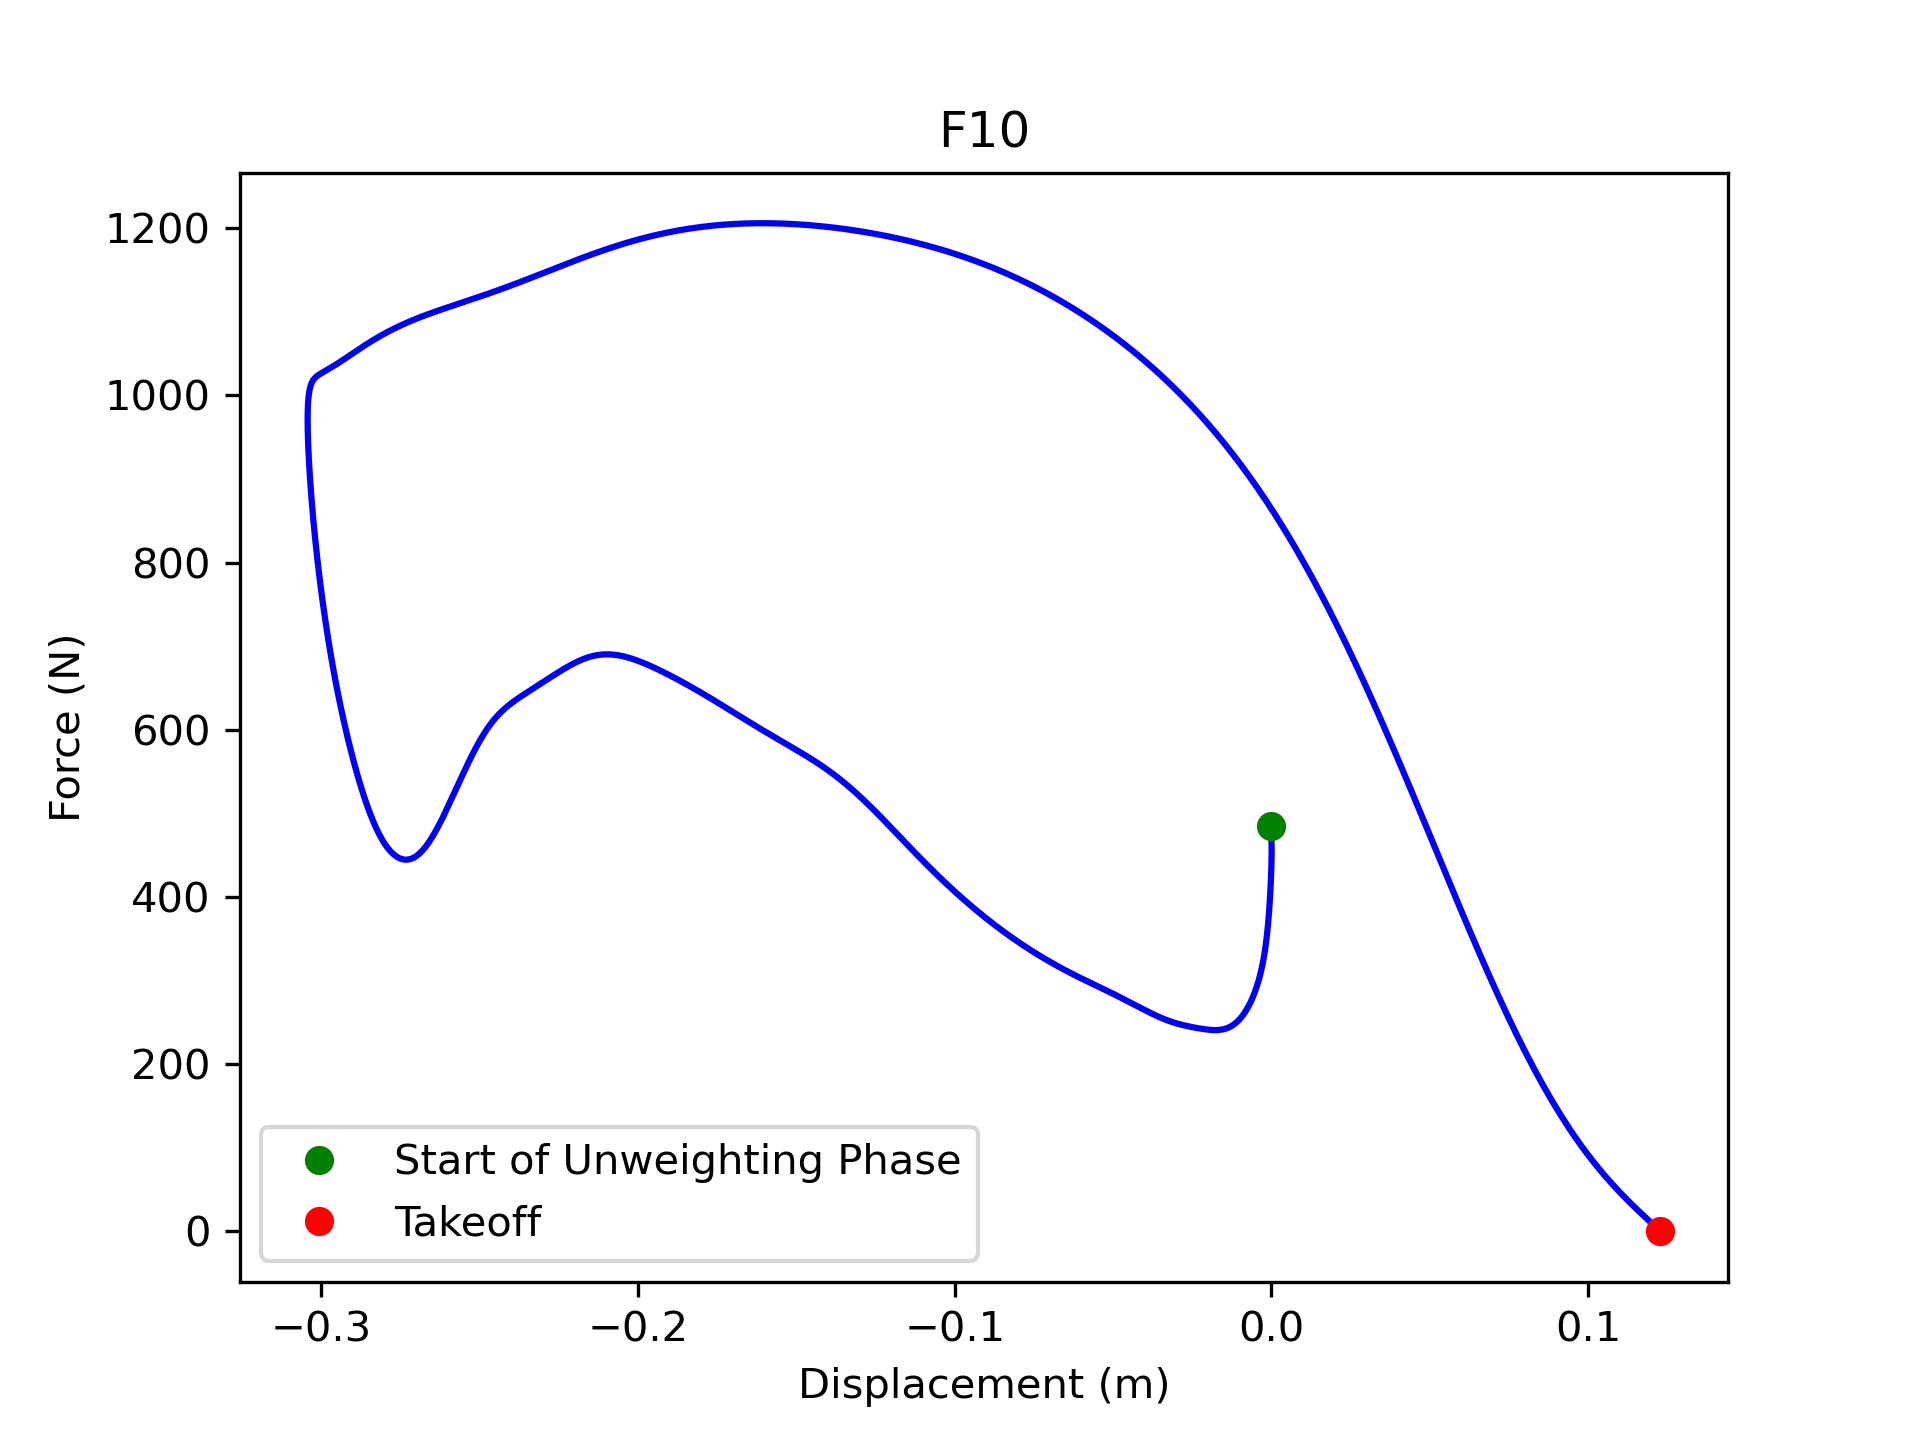 F10
1200
1000
800
600
400
200
0
Force (N)
Start of Unweighting Phase
Takeoff
−0.3 −0.2 −0.1 0.0 0.1
Displacement (m)